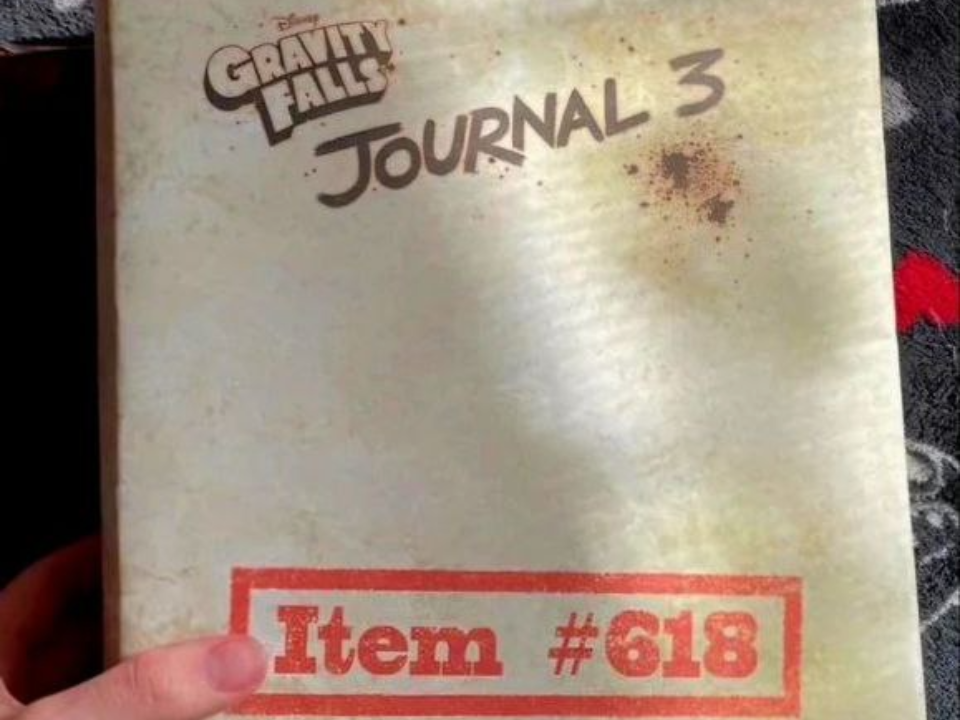 Disney
GRAVITY
FALLS
JOURNAL 3
Item #618